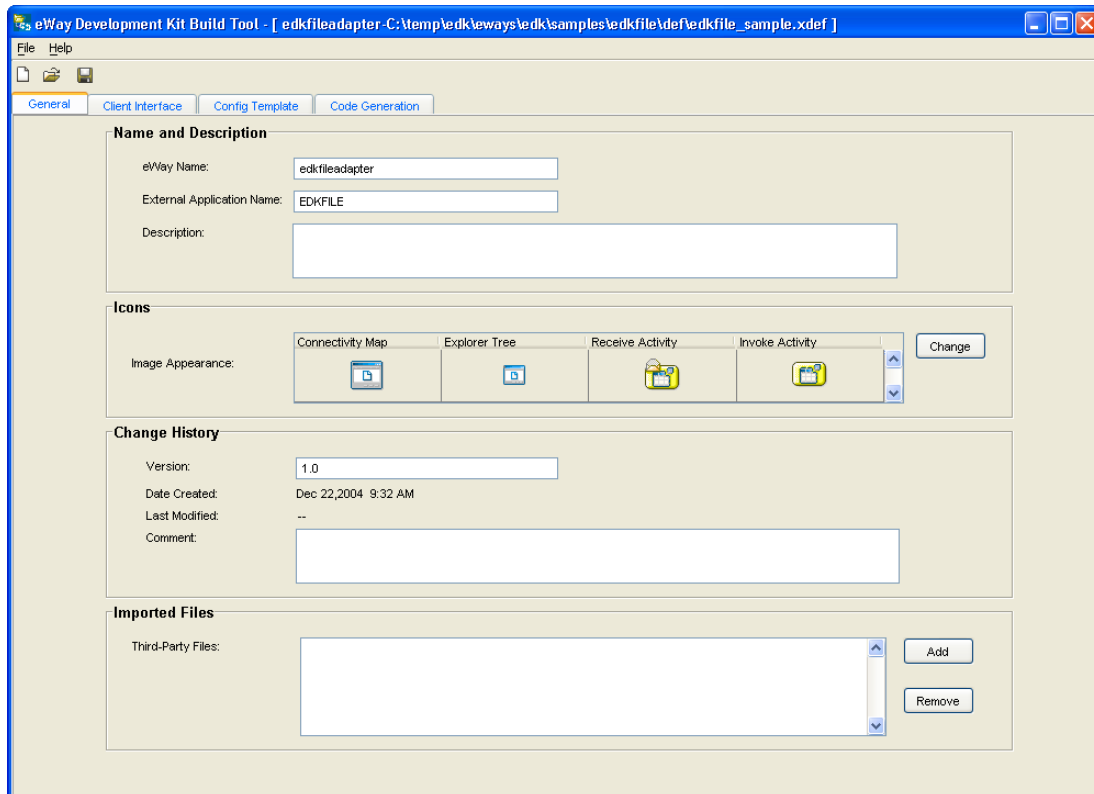 eWay Development Kit Build Tool - [ edkfileadapter-C:\temp\edk\eways\edk\samples\edkfile\def\edkfile_sample.xdef ]
File Help
General Client Interface Config Template Code Generation
Name and Description
eWay Name: edkfileadapter
External Application Name: EDKFILE
Description:
Icons
Connectivity Map Explorer Tree Receive Activity Invoke Activity
Image Appearance: Change
Change History
Version: 1.0
Date Created: Dec 22,2004 9:32 AM
Last Modified: --
Comment:
Imported Files
Third-Party Files: Add
Remove